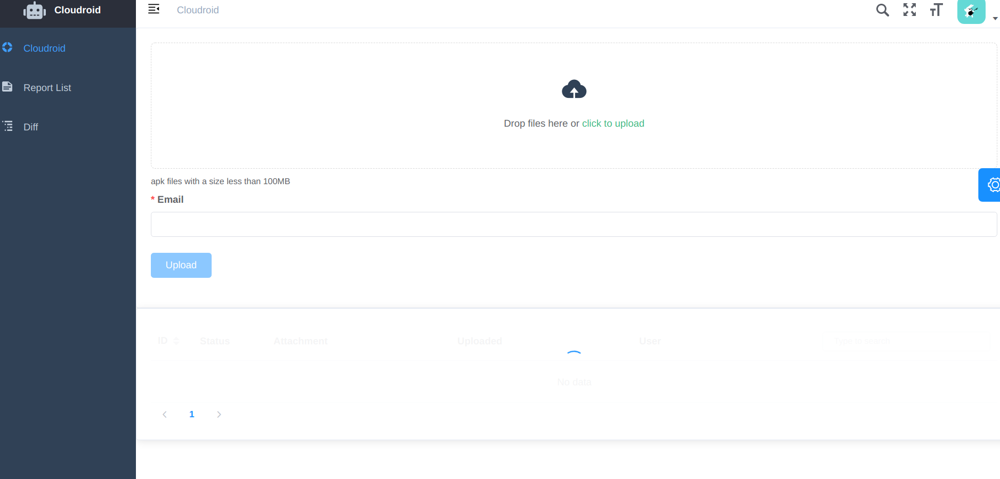 Cloudroid
Cloudroid
Cloudroid
Report List
Diff
Drop files here or click to upload
apk files with a size less than 100MB
* Email
Upload
ID Status Attachment Uploaded User Type to search
No data
1